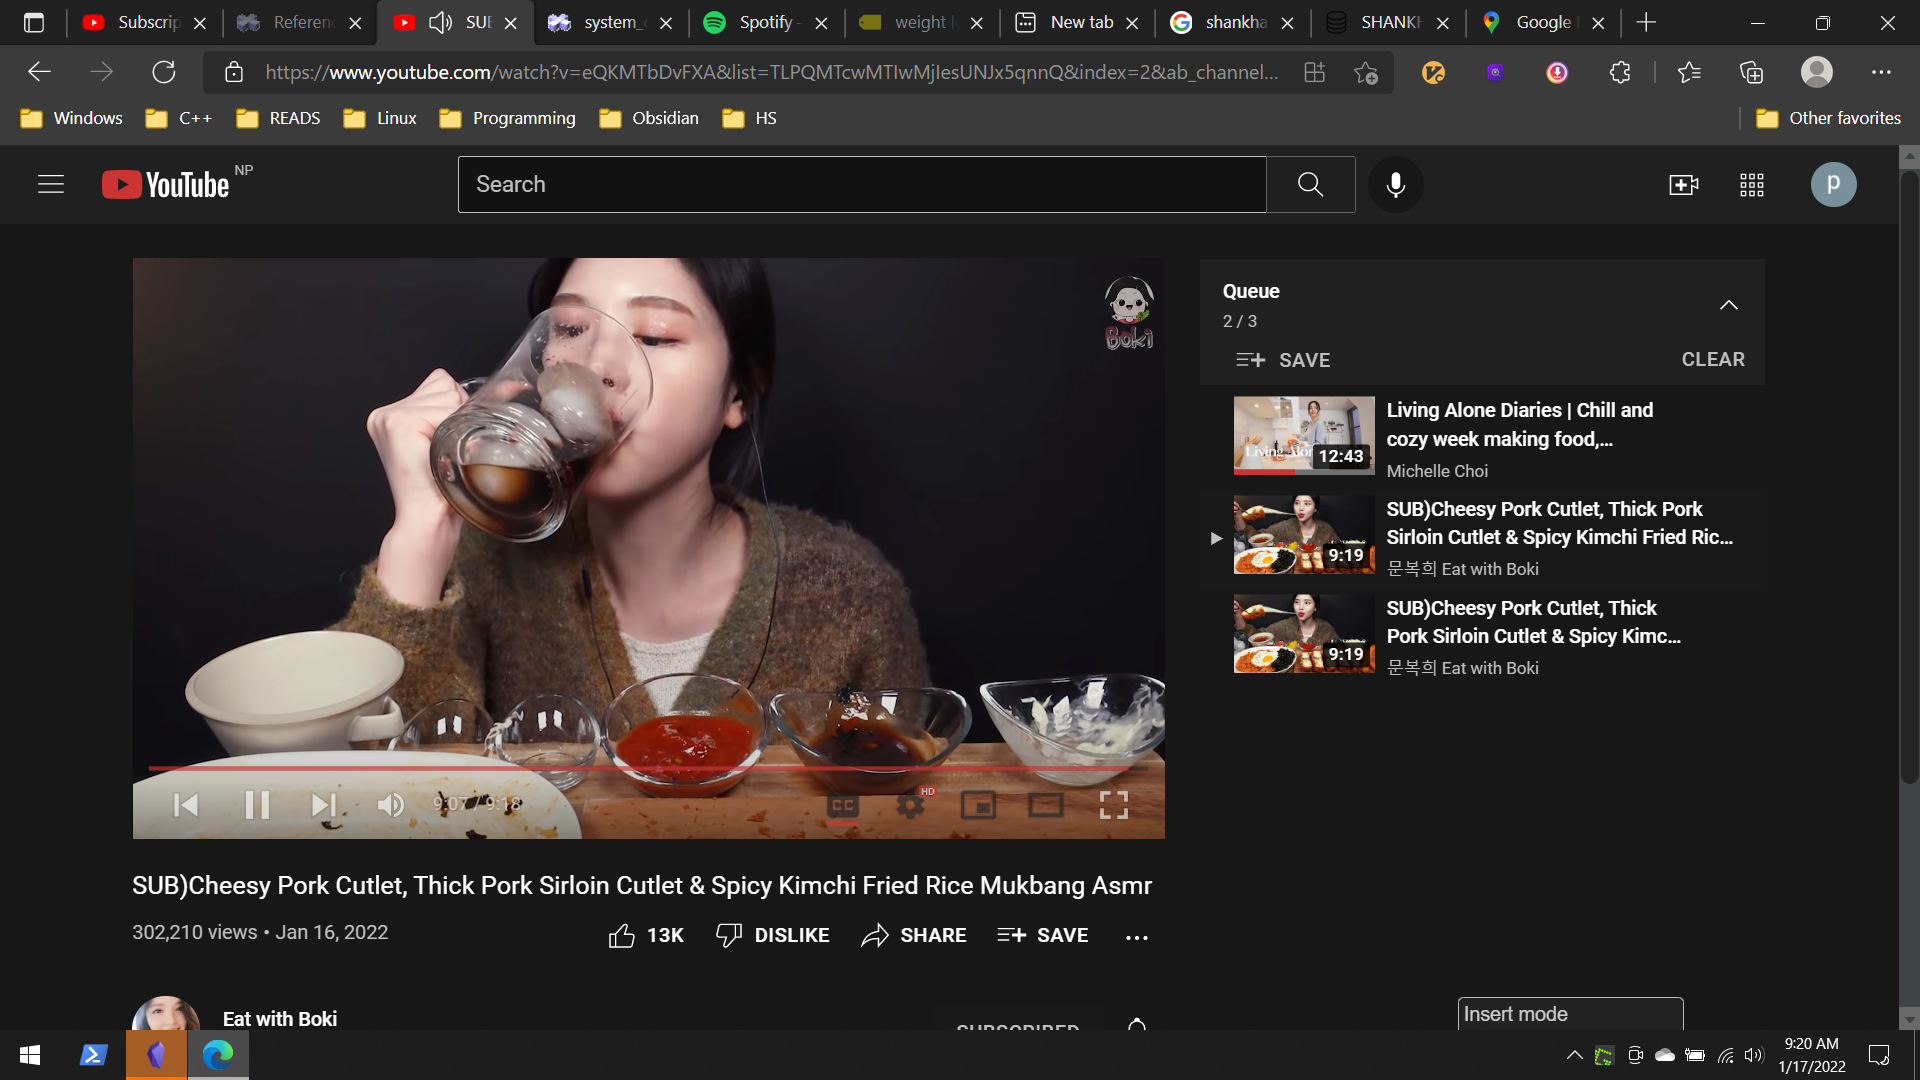 Subscrip
Referen
SUB
system_
Spotify -
weight l
New tab
shankha
SHANKH
Google
https://www.youtube.com/watch?v=eQKMTbDvFXA&list=TLPQMTcwMTIwMjIesUNJx5qnnQ&index=2&ab_channel...
Windows
C++
READS
Linux
Programming
Obsidian
HS
Other favorites
YouTube NP
Search
p
Boki
9:07 / 9:18
CC
HD
Queue
2 / 3
SAVE
CLEAR
12:43
Living Alone Diaries | Chill and
cozy week making food,...
Michelle Choi
9:19
SUB)Cheesy Pork Cutlet, Thick Pork
Sirloin Cutlet & Spicy Kimchi Fried Ric...
문복희 Eat with Boki
9:19
SUB)Cheesy Pork Cutlet, Thick
Pork Sirloin Cutlet & Spicy Kimc...
문복희 Eat with Boki
SUB)Cheesy Pork Cutlet, Thick Pork Sirloin Cutlet & Spicy Kimchi Fried Rice Mukbang Asmr
302,210 views • Jan 16, 2022
13K
DISLIKE
SHARE
SAVE
Eat with Boki
SUBSCRIBED
Insert mode
9:20 AM
1/17/2022